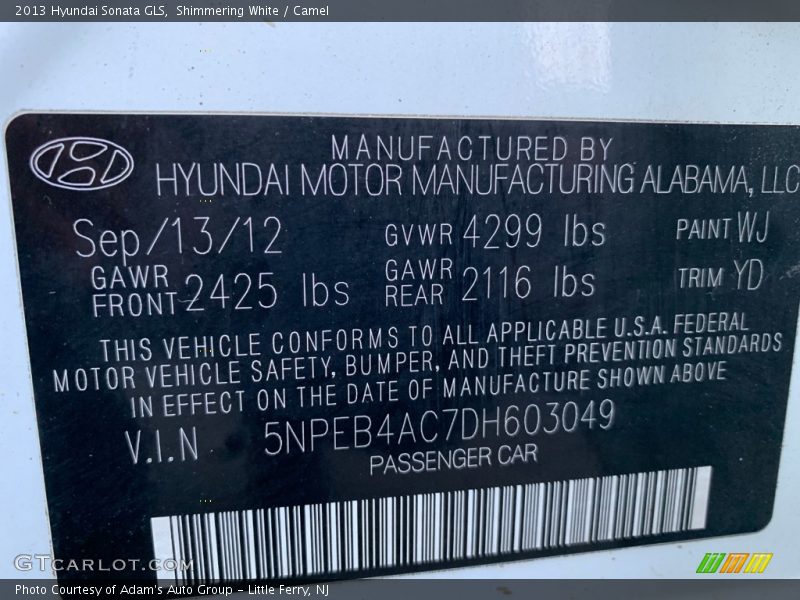 2013 Hyundai Sonata GLS, Shimmering White / Camel
MANUFACTURED BY
HYUNDAI MOTOR MANUFACTURING ALABAMA, LLC
Sep/13/12 GVWR 4299 lbs PAINT WJ
GAWR FRONT 2425 lbs GAWR REAR 2116 lbs TRIM YD
THIS VEHICLE CONFORMS TO ALL APPLICABLE U.S.A. FEDERAL
MOTOR VEHICLE SAFETY, BUMPER, AND THEFT PREVENTION STANDARDS
IN EFFECT ON THE DATE OF MANUFACTURE SHOWN ABOVE
V.I.N 5NPEB4AC7DH603049
PASSENGER CAR
GTCARLOT.COM
Photo Courtesy of Adam's Auto Group - Little Ferry, NJ